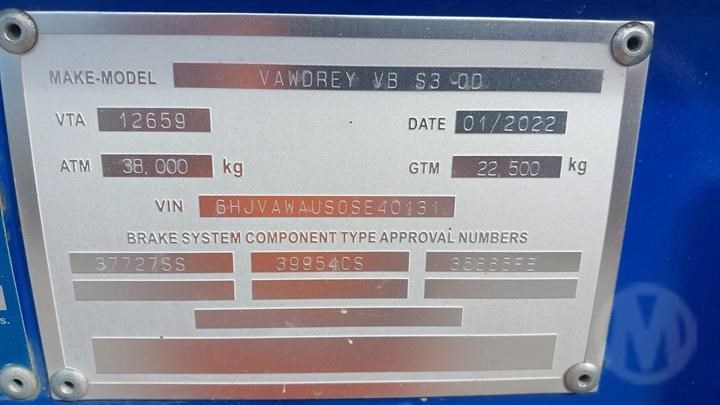 MAKE-MODEL VAWDREY VB S3 OD
VTA 12659 DATE 01/2022
ATM 38,000 kg GTM 22,500 kg
VIN 6HJVAWAUS0SE40131
BRAKE SYSTEM COMPONENT TYPE APPROVAL NUMBERS
37727SS 39954CS
s.
M